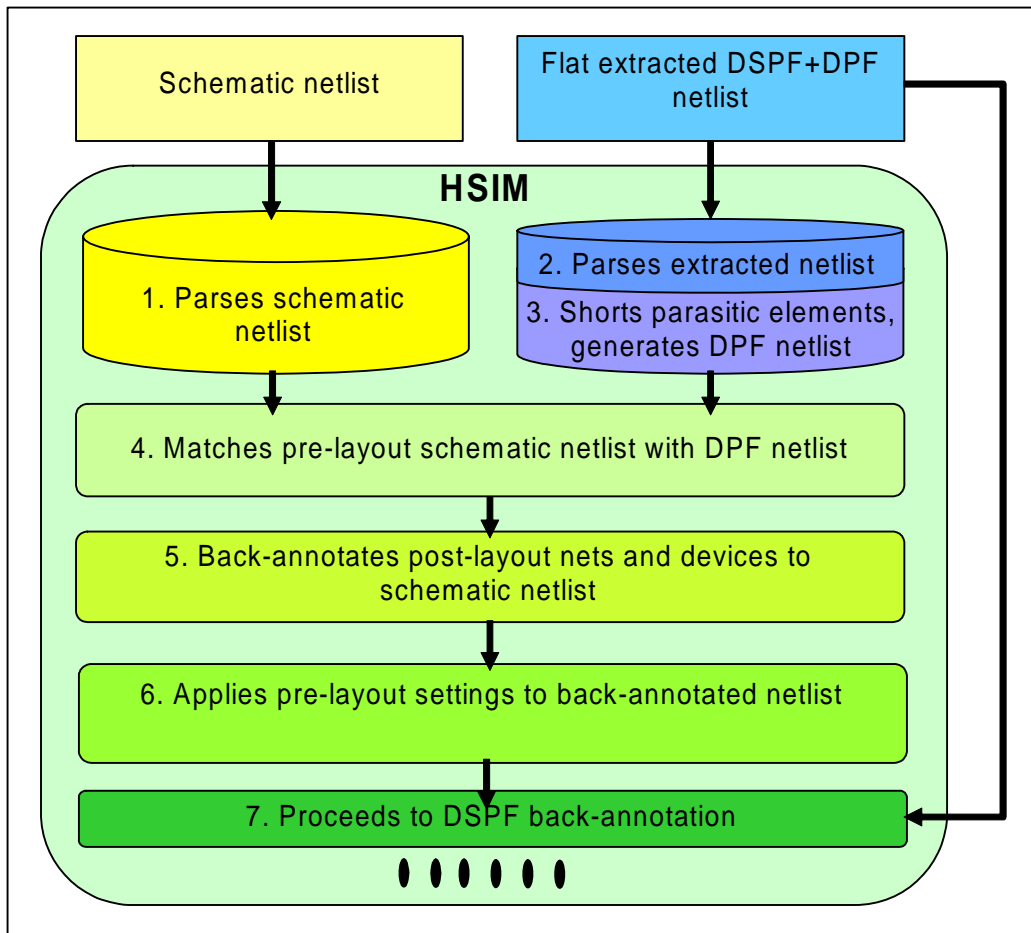 Schematic netlist
Flat extracted DSPF+DPF
netlist
HSIM
1. Parses schematic
netlist
2. Parses extracted netlist
3. Shorts parasitic elements,
generates DPF netlist
4. Matches pre-layout schematic netlist with DPF netlist
5. Back-annotates post-layout nets and devices to
schematic netlist
6. Applies pre-layout settings to back-annotated netlist
7. Proceeds to DSPF back-annotation